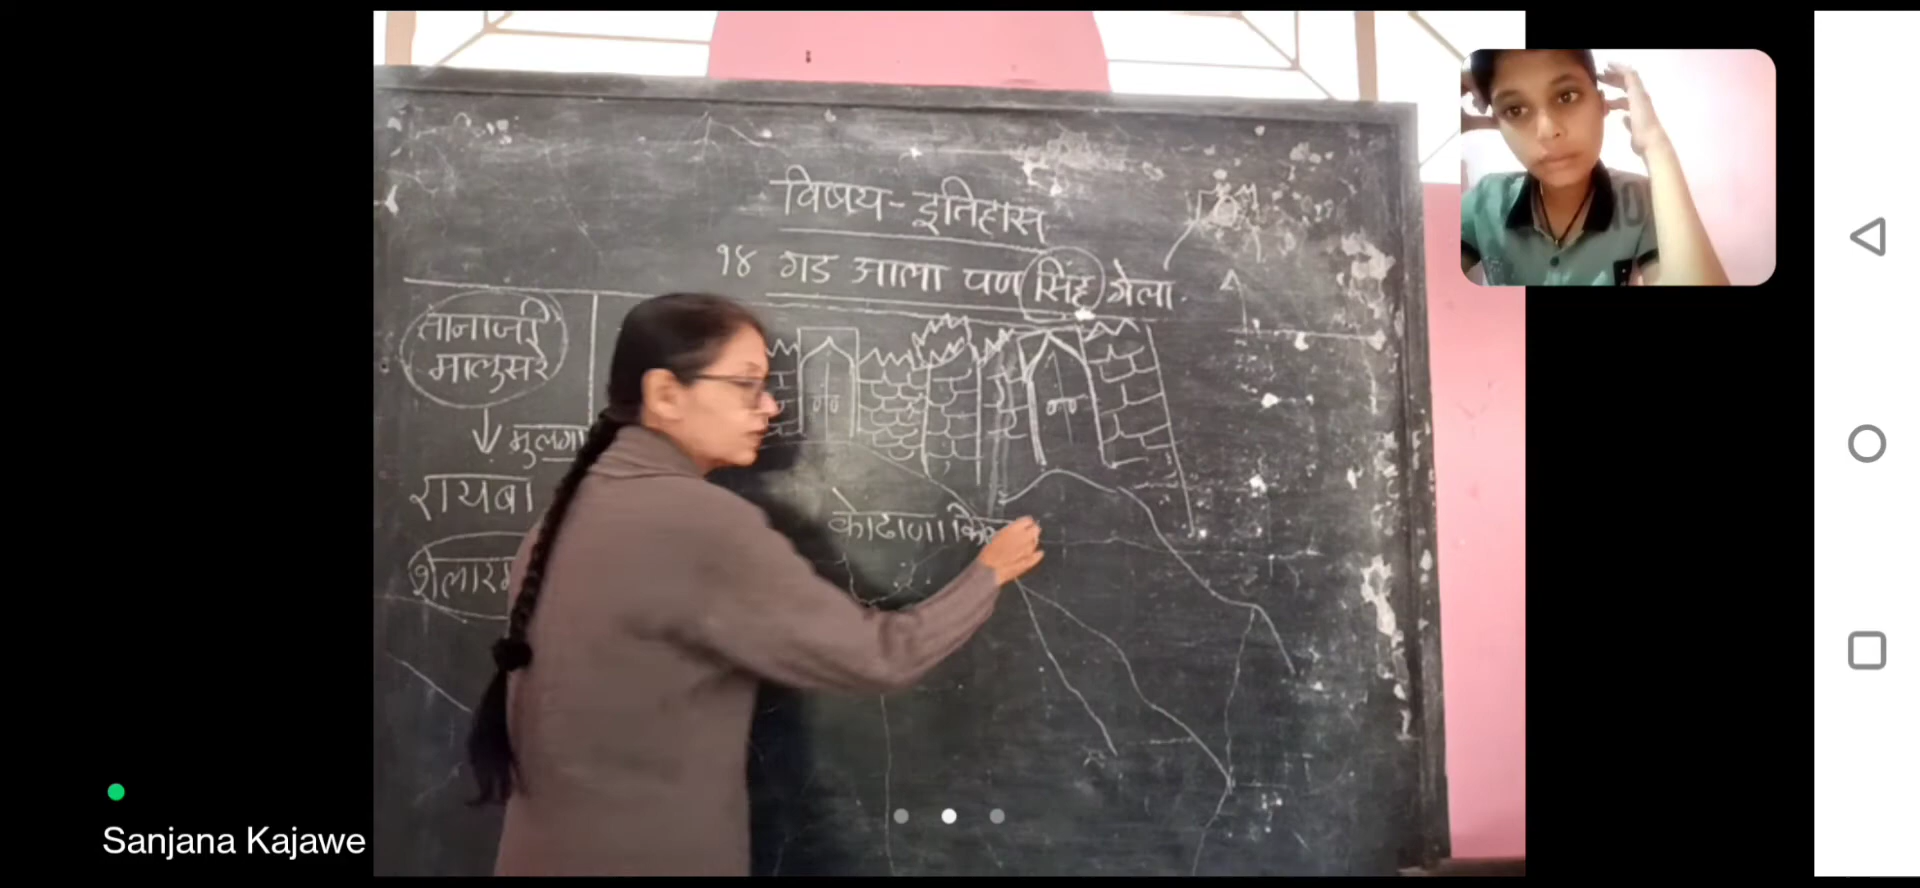 विषय - इतिहास
१४ गड आला पण सिंह गेला.
तानाजी
मालुसरे
मुलगा
रायबा
कोंढाणा
Sanjana Kajawe